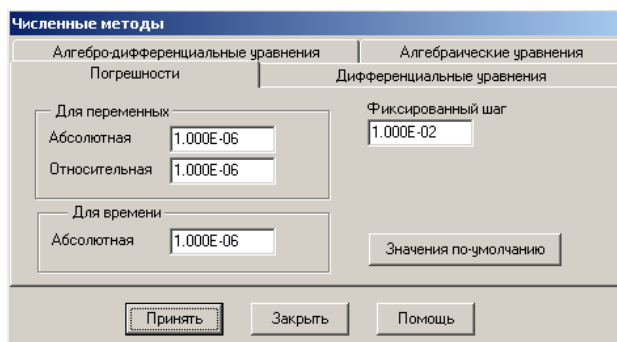 Численные методы
Алгебро-дифференциальные уравнения Алгебраические уравнения
Погрешности Дифференциальные уравнения
Для переменных Фиксированный шаг
Абсолютная 1.000E-06 1.000E-02
Относительная 1.000E-06
Для времени
Абсолютная 1.000E-06
Значения по-умолчанию
Принять Закрыть Помощь